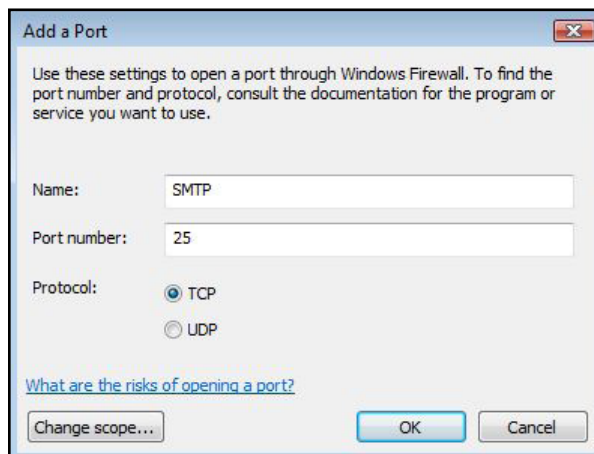 Add a Port
Use these settings to open a port through Windows Firewall. To find the
port number and protocol, consult the documentation for the program or
service you want to use.
Name:
SMTP
Port number:
25
Protocol:
TCP
UDP
What are the risks of opening a port?
Change scope...
OK
Cancel